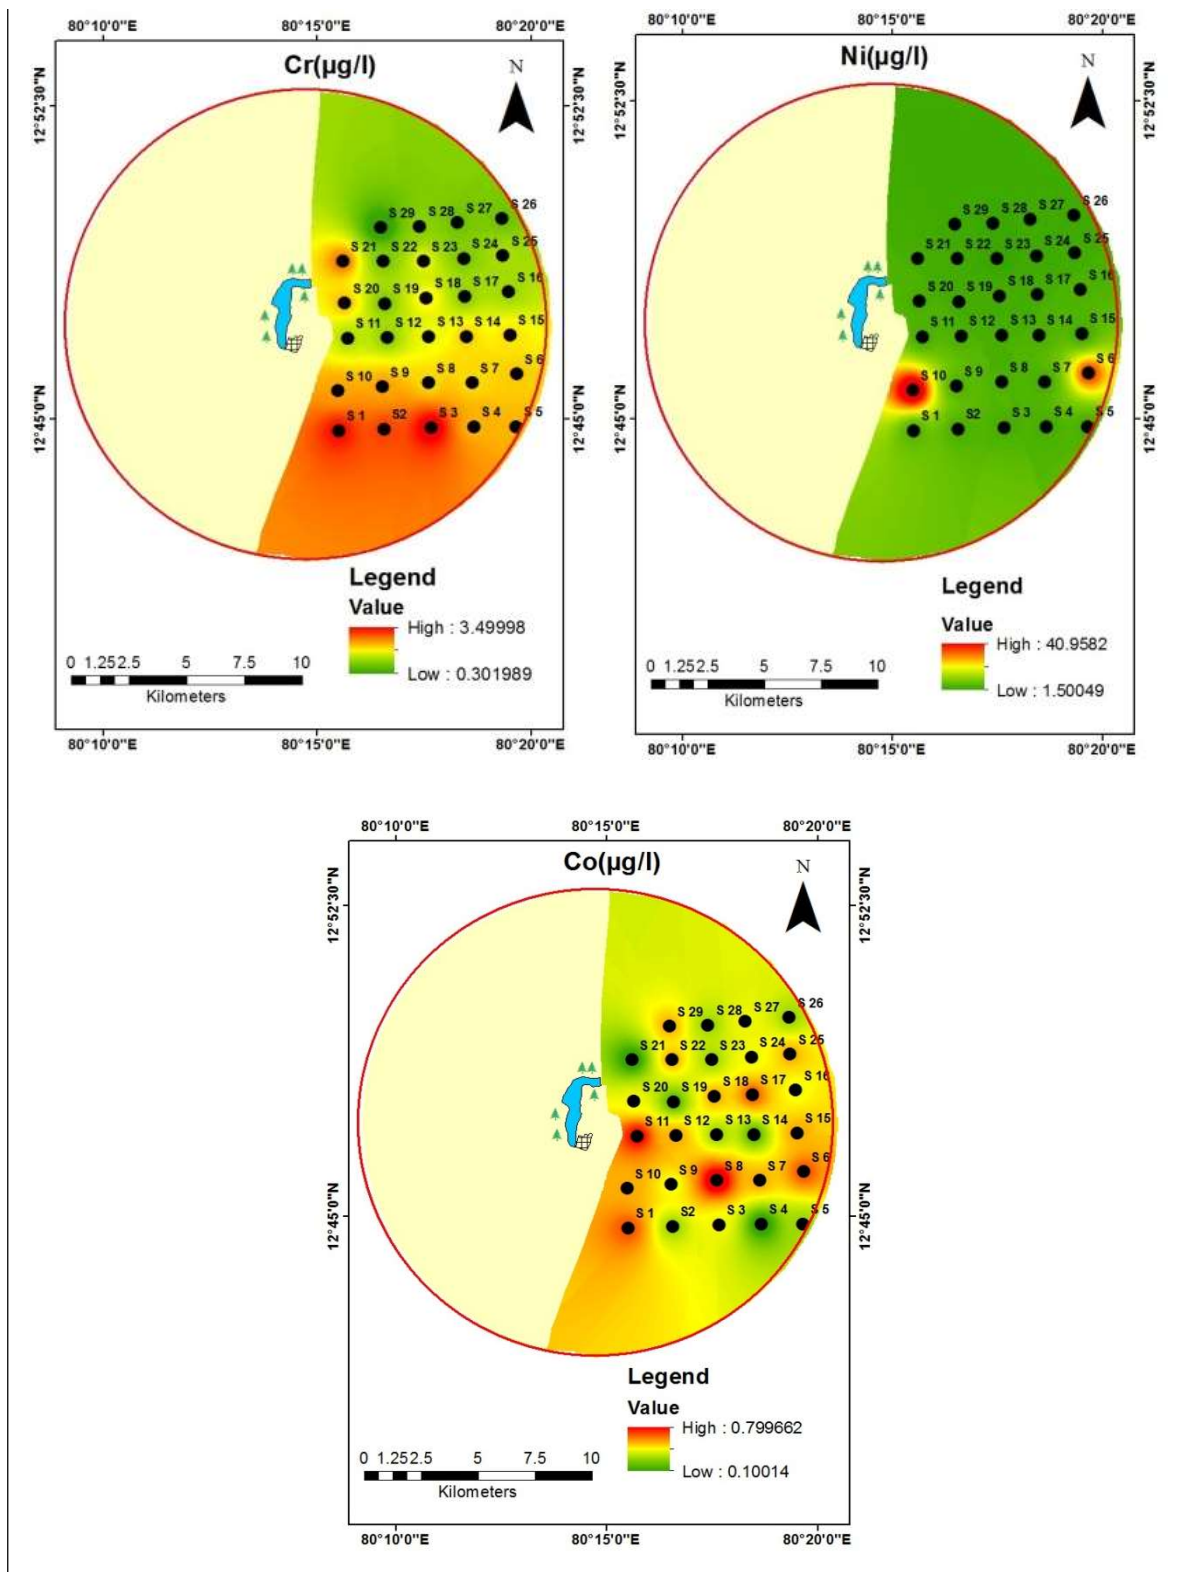 80°10'0"E 80°15'0"E 80°20'0"E
Cr(µg/l)
N
12°52'30"N 12°52'30"N
S 29 S 28 S 27 S 26
S 21 S 22 S 23 S 24 S 25
S 20 S 19 S 18 S 17 S 16
S 11 S 12 S 13 S 14 S 15
S 10 S 9 S 8 S 7 S 6
S 1 S2 S 3 S 4 S 5
12°45'0"N 12°45'0"N
Legend
Value
High : 3.49998
Low : 0.301989
0 1.25 2.5 5 7.5 10
Kilometers
80°10'0"E 80°15'0"E 80°20'0"E
80°10'0"E 80°15'0"E 80°20'0"E
Ni(µg/l)
N
12°52'30"N 12°52'30"N
S 29 S 28 S 27 S 26
S 21 S 22 S 23 S 24 S 25
S 20 S 19 S 18 S 17 S 16
S 11 S 12 S 13 S 14 S 15
S 10 S 9 S 8 S 7 S 6
S 1 S2 S 3 S 4 S 5
12°45'0"N 12°45'0"N
Legend
Value
High : 40.9582
Low : 1.50049
0 1.25 2.5 5 7.5 10
Kilometers
80°10'0"E 80°15'0"E 80°20'0"E
80°10'0"E 80°15'0"E 80°20'0"E
Co(µg/l)
N
12°52'30"N 12°52'30"N
S 29 S 28 S 27 S 26
S 21 S 22 S 23 S 24 S 25
S 20 S 19 S 18 S 17 S 16
S 11 S 12 S 13 S 14 S 15
S 10 S 9 S 8 S 7 S 6
S 1 S2 S 3 S 4 S 5
12°45'0"N 12°45'0"N
Legend
Value
High : 0.799662
Low : 0.10014
0 1.25 2.5 5 7.5 10
Kilometers
80°10'0"E 80°15'0"E 80°20'0"E